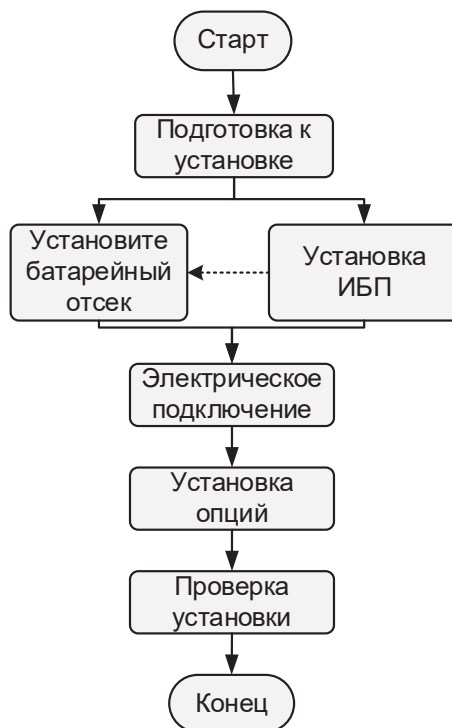 Старт
Подготовка к
установке
Установите
батарейный
отсек
Установка
ИБП
Электрическое
подключение
Установка
опций
Проверка
установки
Конец